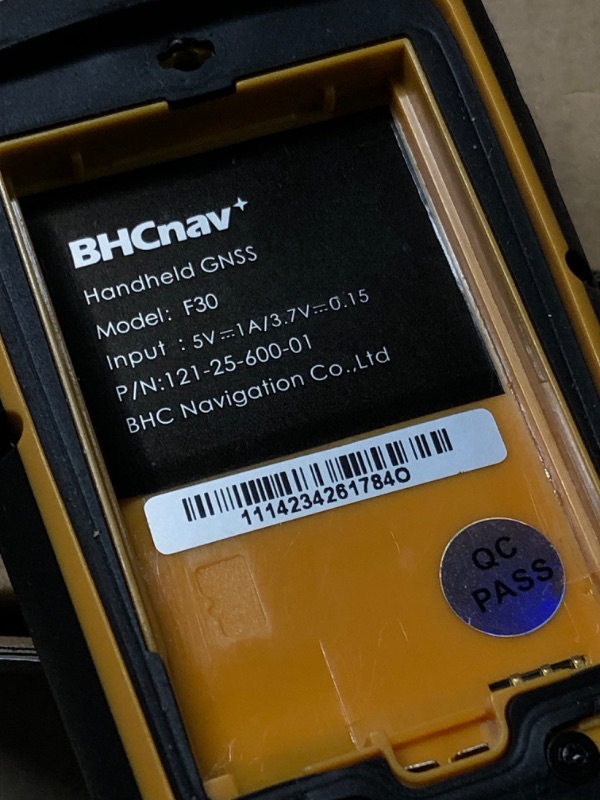 BHCnav+
Handheld GNSS
Model: F30
Input : 5V⎓1A/3.7V⎓0.15
P/N:121-25-600-01
BHC Navigation Co.,Ltd
11142342617840
QC
PASS